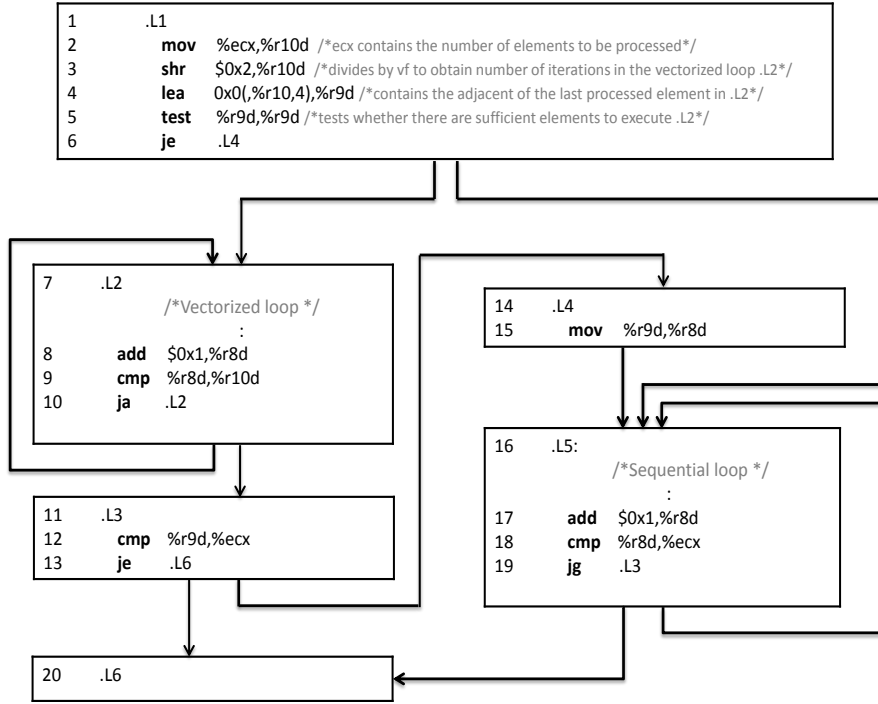 1 .L1
2 mov %ecx,%r10d /*ecx contains the number of elements to be processed*/
3 shr $0x2,%r10d /*divides by vf to obtain number of iterations in the vectorized loop .L2*/
4 lea 0x0(,%r10,4),%r9d /*contains the adjacent of the last processed element in .L2*/
5 test %r9d,%r9d /*tests whether there are sufficient elements to execute .L2*/
6 je .L4
7 .L2
/*Vectorized loop */
:
8 add $0x1,%r8d
9 cmp %r8d,%r10d
10 ja .L2
11 .L3
12 cmp %r9d,%ecx
13 je .L6
14 .L4
15 mov %r9d,%r8d
16 .L5:
/*Sequential loop */
:
17 add $0x1,%r8d
18 cmp %r8d,%ecx
19 jg .L3
20 .L6